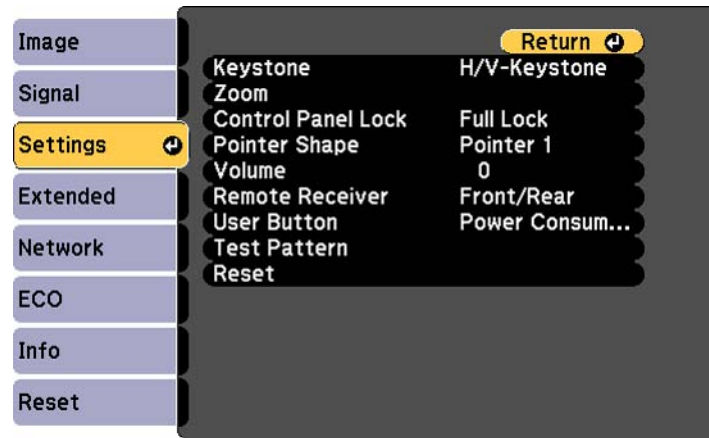 Image
Signal
Settings
Extended
Network
ECO
Info
Reset
Return
Keystone H/V-Keystone
Zoom
Control Panel Lock Full Lock
Pointer Shape Pointer 1
Volume 0
Remote Receiver Front/Rear
User Button Power Consum...
Test Pattern
Reset